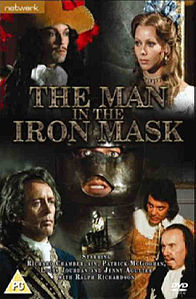 network
THE MAN
IN THE
IRON MASK
STARRING
RICHARD CHAMBERLAIN, PATRICK MCGOOHAN,
LOUIS JOURDAN AND JENNY AGUTTER
WITH RALPH RICHARDSON
PG
DVD